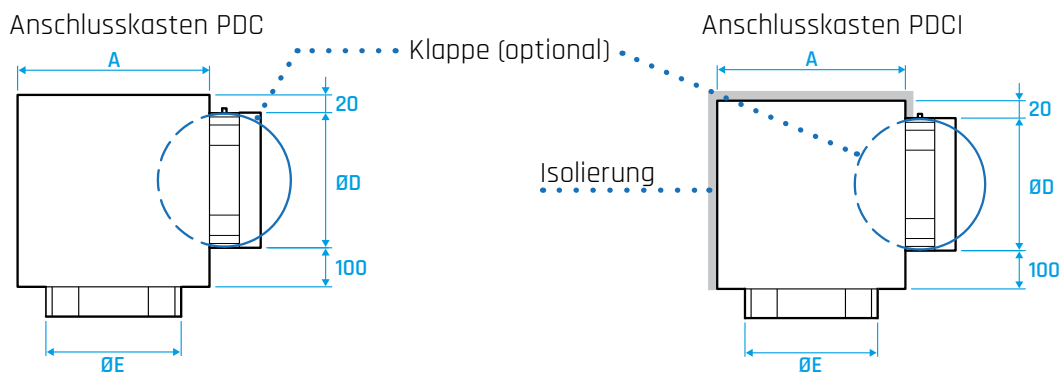 Anschlusskasten PDC
Anschlusskasten PDCI
Klappe (optional)
A
A
20
20
Isolierung
ØD
ØD
100
100
ØE
ØE